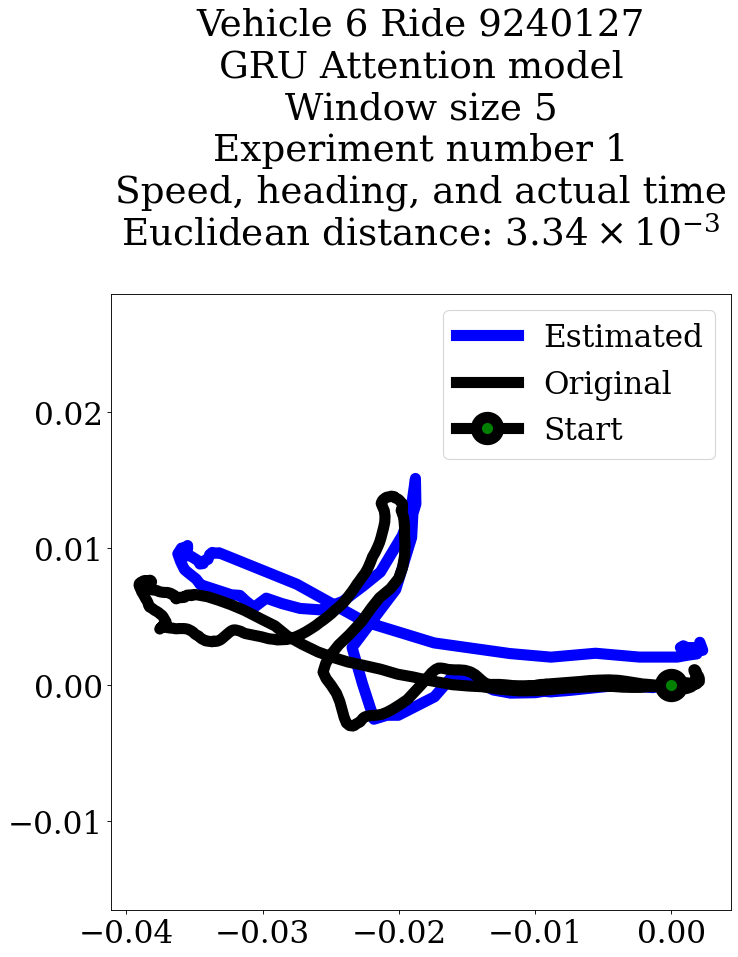 Vehicle 6 Ride 9240127
GRU Attention model
Window size 5
Experiment number 1
Speed, heading, and actual time
Euclidean distance: 3.34 × 10⁻³
Estimated
Original
Start
0.02
0.01
0.00
−0.01
−0.04 −0.03 −0.02 −0.01 0.00